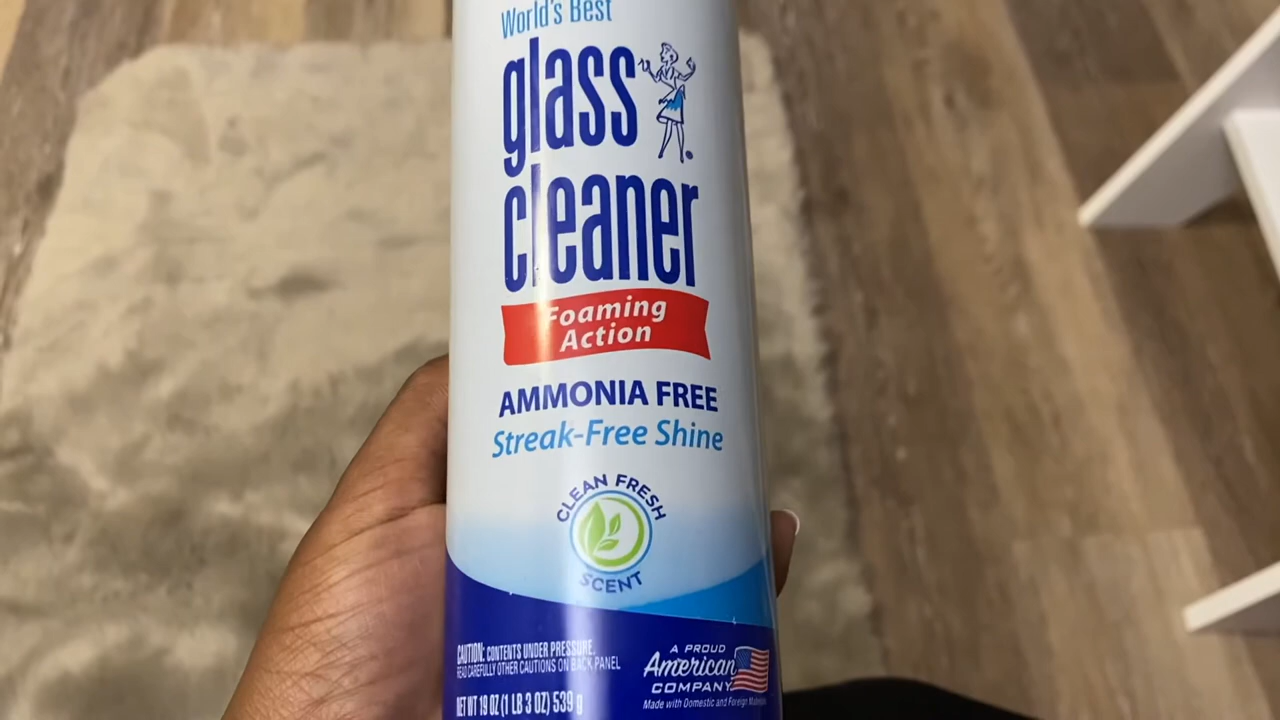 World's Best
glass
cleaner
Foaming
Action
AMMONIA FREE
Streak-Free Shine
CLEAN FRESH
SCENT
CAUTION: CONTENTS UNDER PRESSURE.
READ CAREFULLY OTHER CAUTIONS ON BACK PANEL
NET WT 19 OZ (1 LB 3 OZ) 539 g
A PROUD
American
COMPANY
Made with Domestic and Foreign Materials